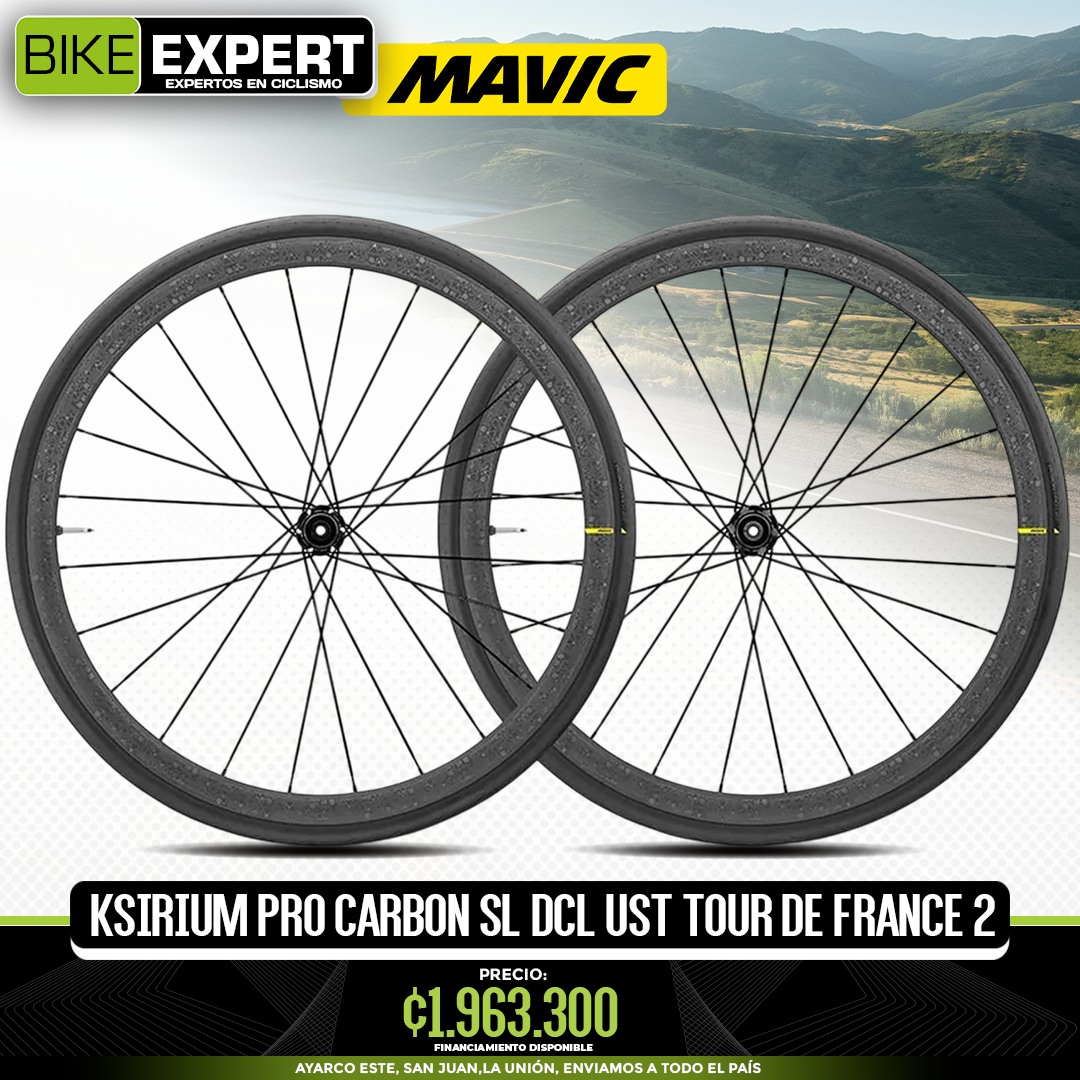 BIKE EXPERT
EXPERTOS EN CICLISMO
MAVIC
KSIRIUM PRO CARBON SL DCL UST TOUR DE FRANCE 2
PRECIO:
₡1.963.300
FINANCIAMIENTO DISPONIBLE
AYARCO ESTE, SAN JUAN,LA UNIÓN, ENVIAMOS A TODO EL PAÍS